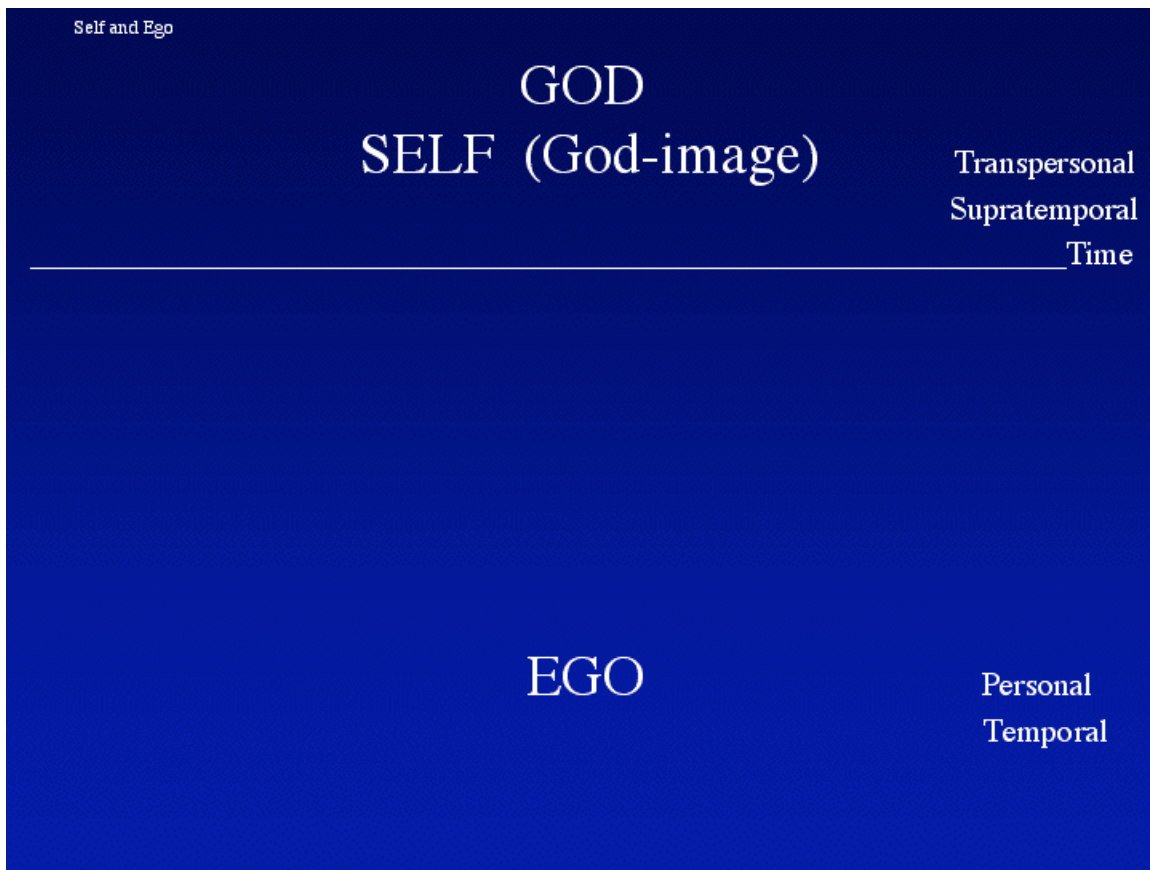 Self and Ego
GOD
SELF (God-image)
Transpersonal
Supratemporal
Time
EGO
Personal
Temporal